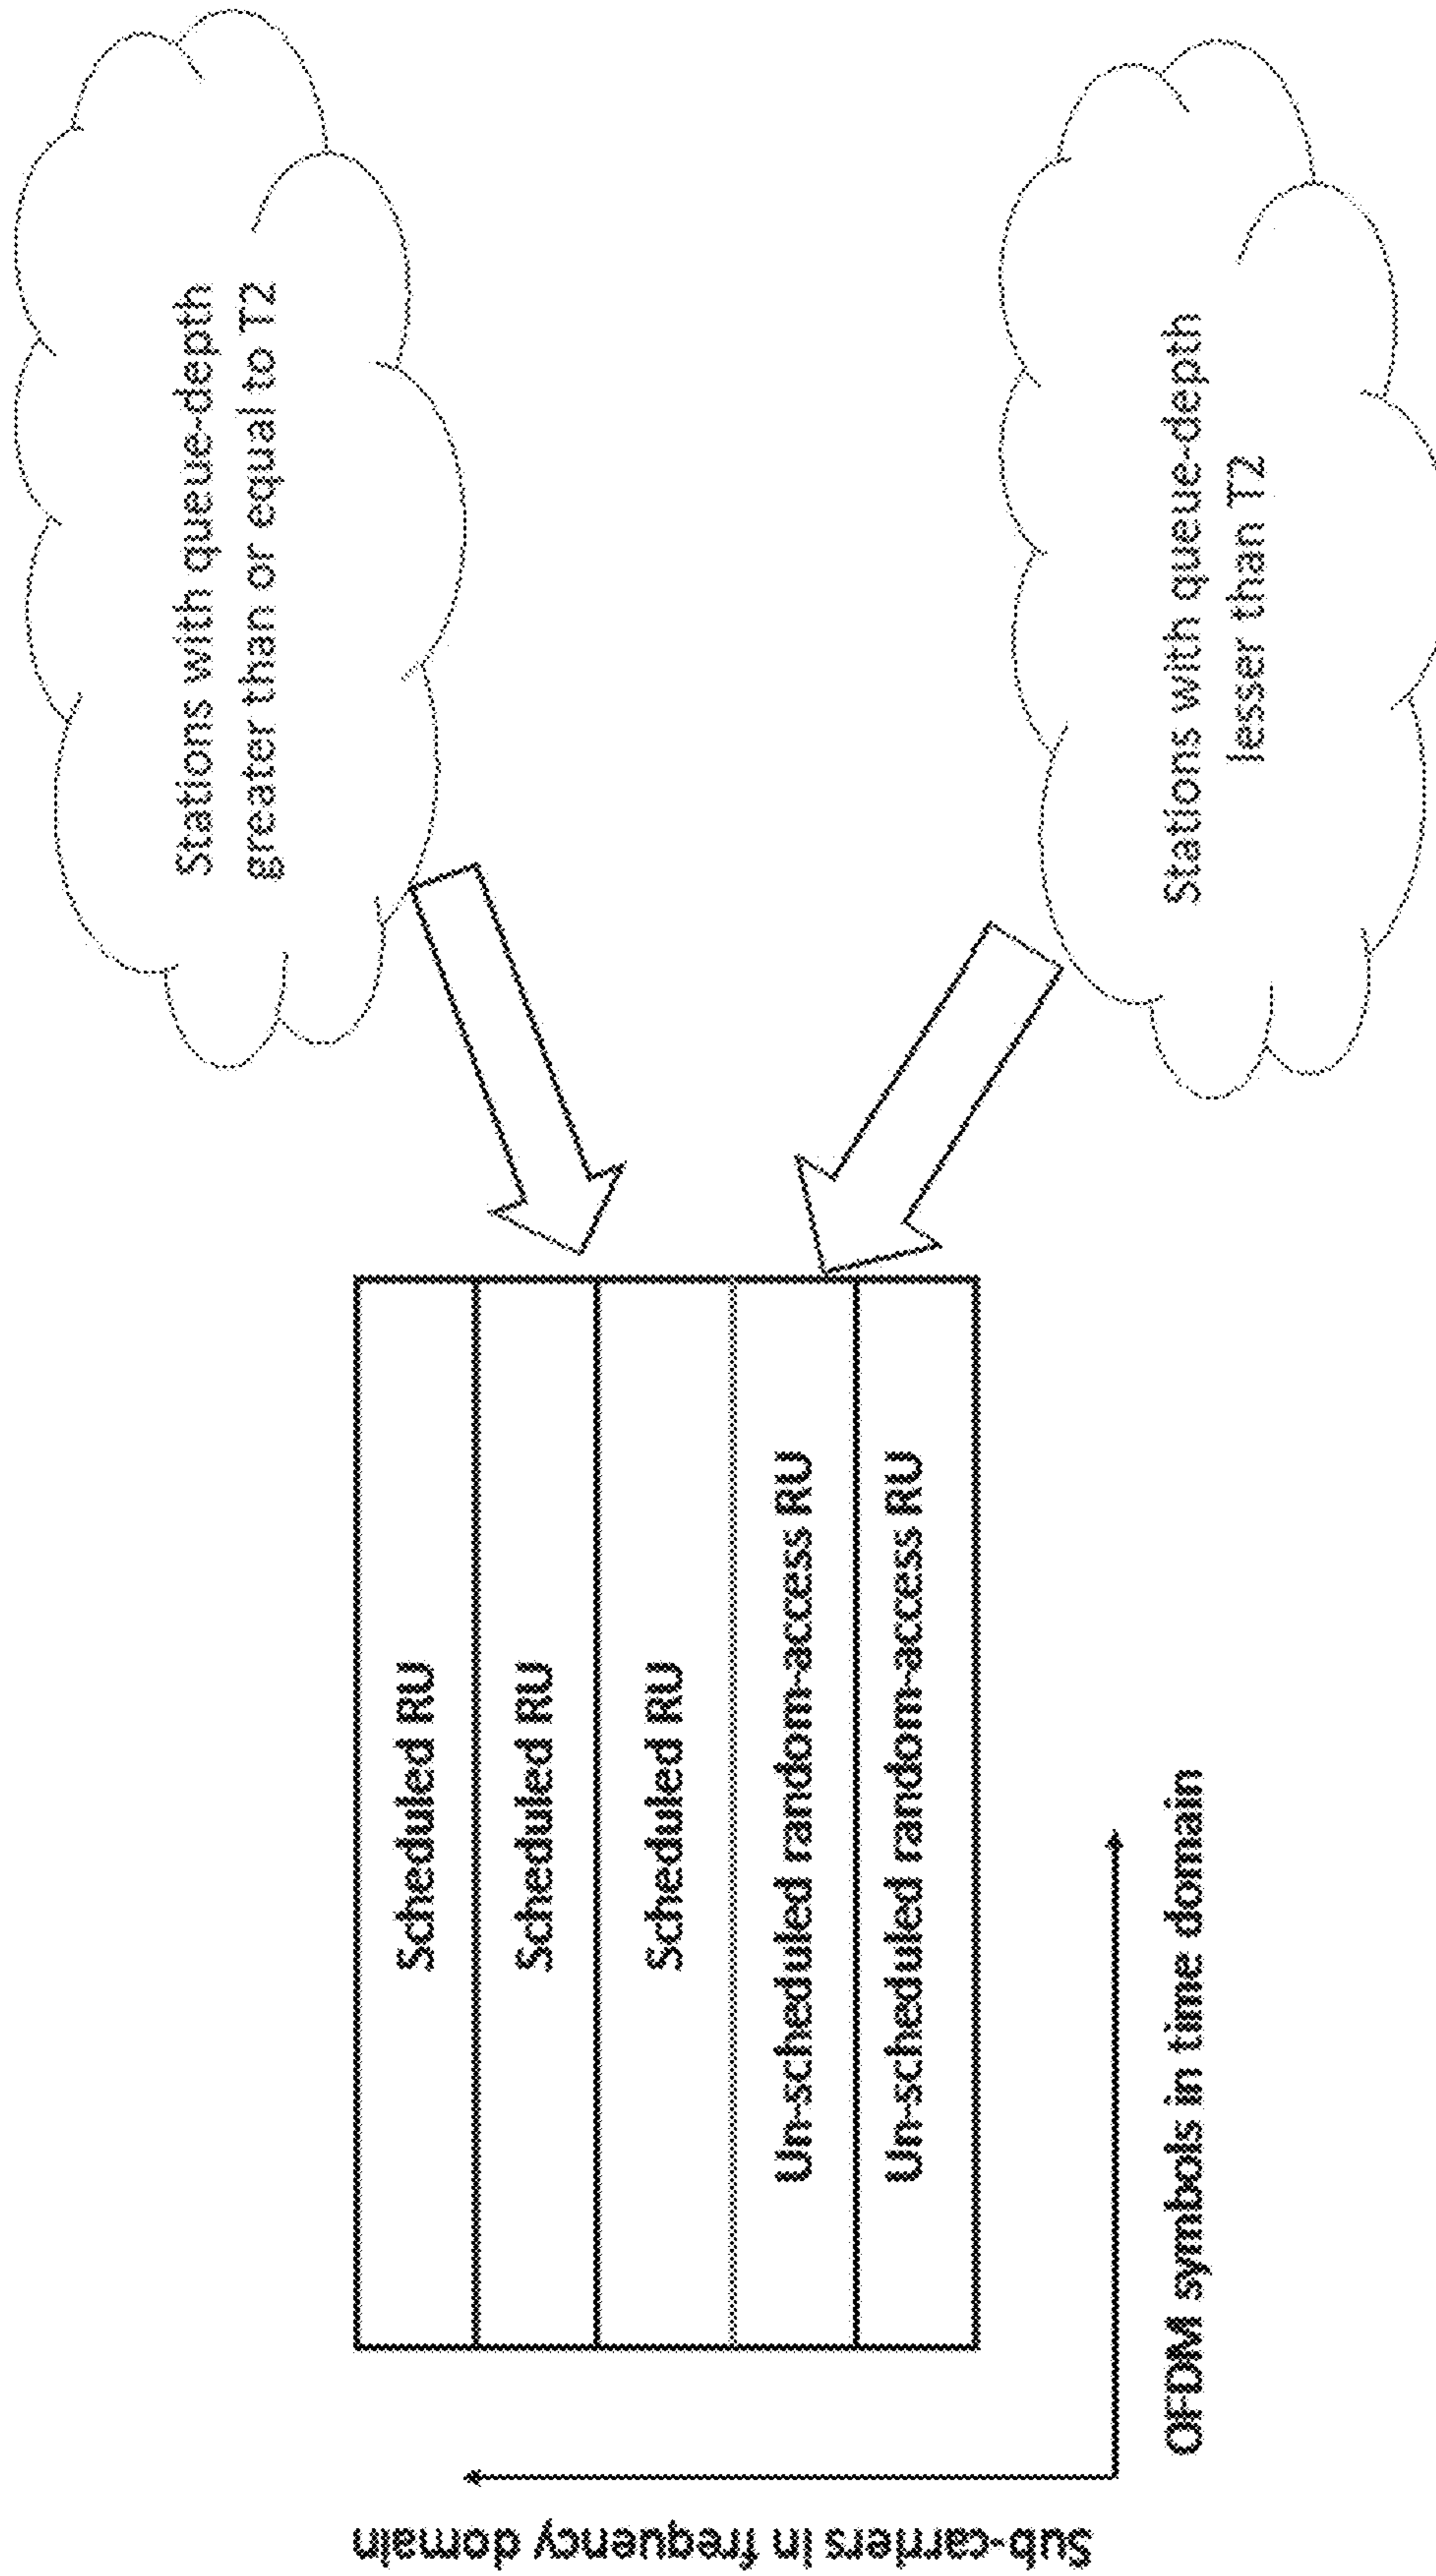 Stations with queue-depth
greater than or equal to T2
Scheduled RU
Scheduled RU
Scheduled RU
Un-scheduled random-access RU
Un-scheduled random-access RU
Stations with queue-depth
lesser than T2
Sub-carriers in frequency domain
OFDM symbols in time domain